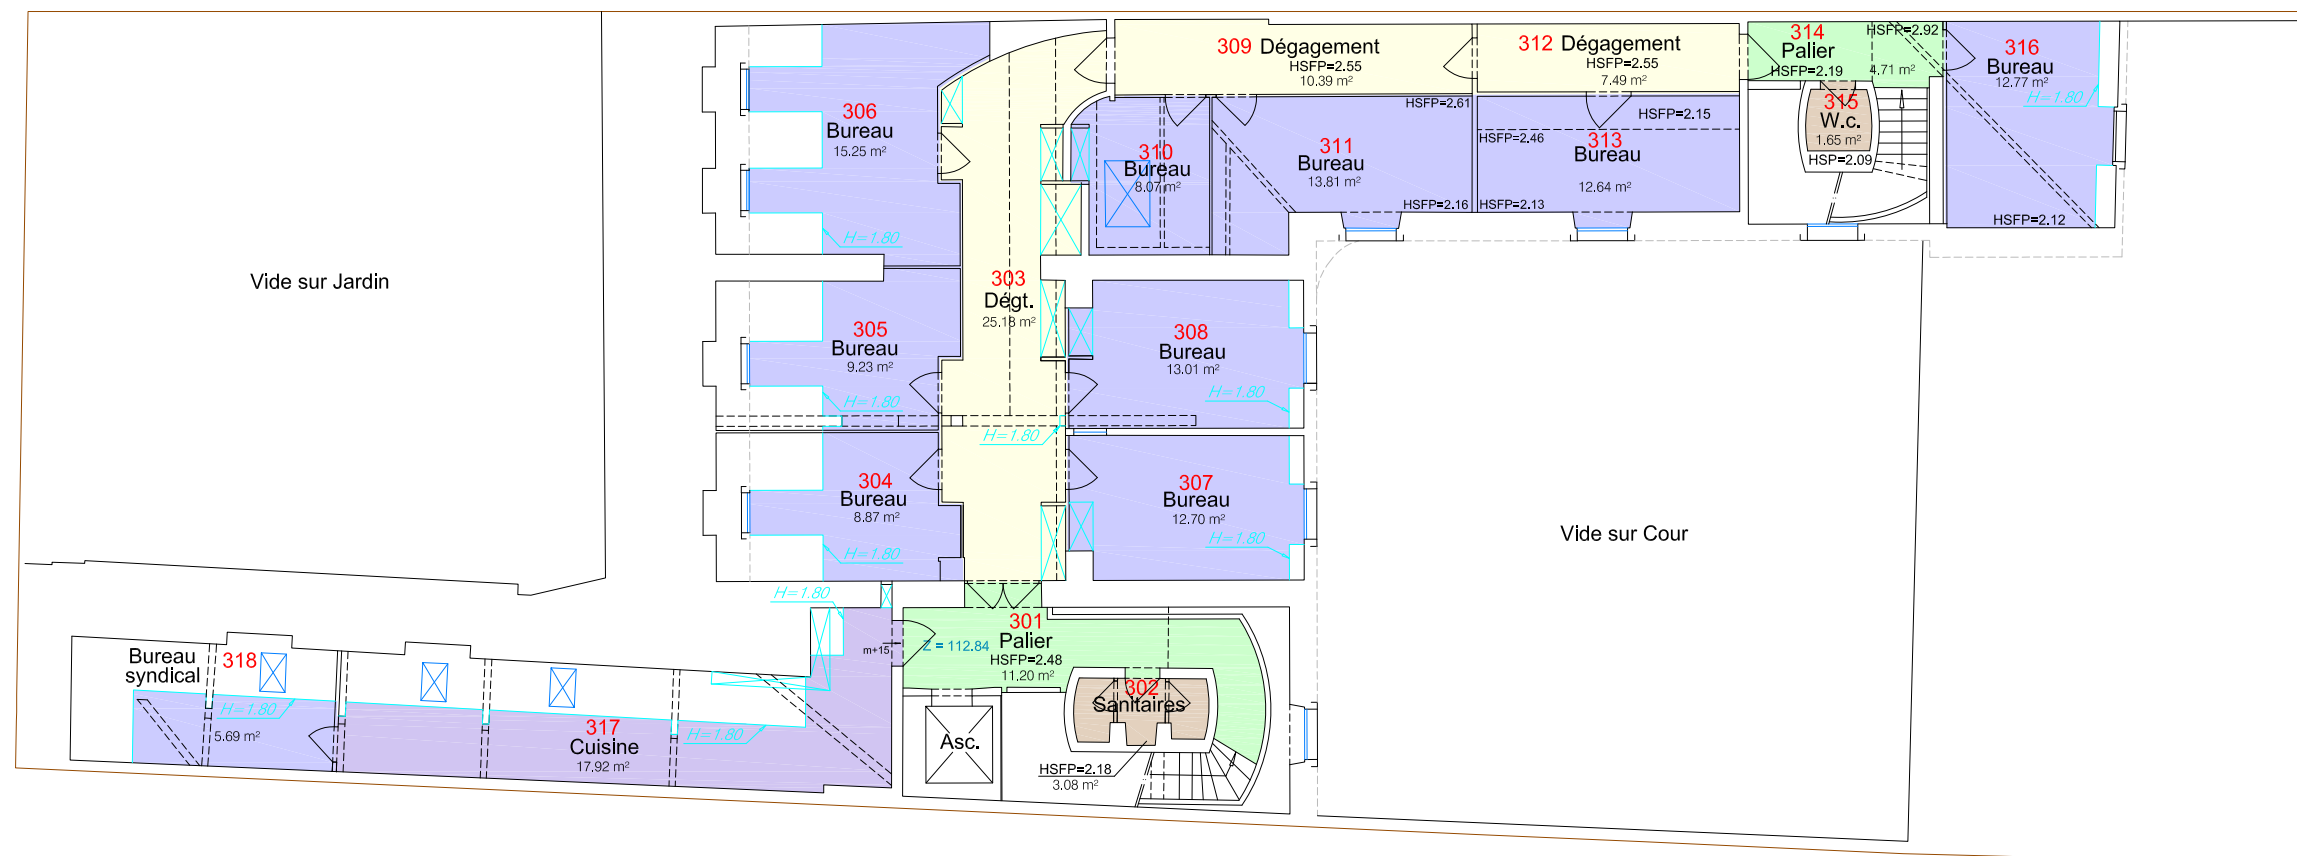 309 Dégagement
HSFP=2.55
10.39 m²
312 Dégagement
HSFP=2.55
7.49 m²
314
Palier
HSFP=2.92
HSFP=2.19
4.71 m²
316
Bureau
12.77 m²
H=1.80
HSFP=2.12
315
W.c.
1.65 m²
HSP=2.09
306
Bureau
15.25 m²
H=1.80
310
Bureau
8.07 m²
HSFP=2.61
311
Bureau
13.81 m²
HSFP=2.16
HSFP=2.15
HSFP=2.46
313
Bureau
12.64 m²
HSFP=2.13
Vide sur Jardin
303
Dégt.
25.18 m²
305
Bureau
9.23 m²
H=1.80
308
Bureau
13.01 m²
H=1.80
H=1.80
304
Bureau
8.87 m²
H=1.80
307
Bureau
12.70 m²
H=1.80
Vide sur Cour
H=1.80
301
Palier
HSFP=2.48
11.20 m²
m+15
Z = 112.84
Bureau
syndical
318
H=1.80
5.69 m²
317
Cuisine
17.92 m²
H=1.80
302
Sanitaires
Asc.
HSFP=2.18
3.08 m²